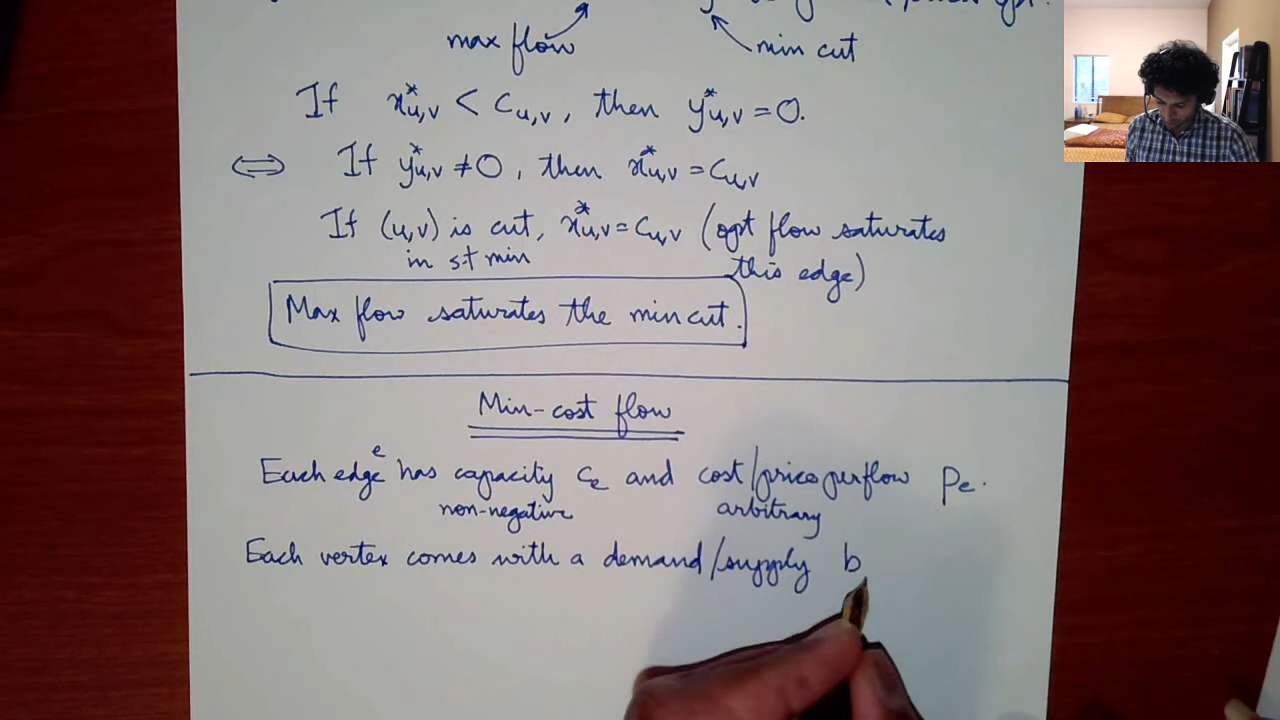 max flow
min cut
If x*u,v < Cu,v, then y*u,v = 0.
⟺ If y*u,v ≠ 0, then x*u,v = Cu,v
If (u,v) is cut, x*u,v = Cu,v (opt flow saturates
in s-t min
this edge)
Max flow saturates the min cut.
Min-cost flow
Each edge e has capacity Ce and cost/price per flow Pe.
non-negative
arbitrary
Each vertex comes with a demand/supply b